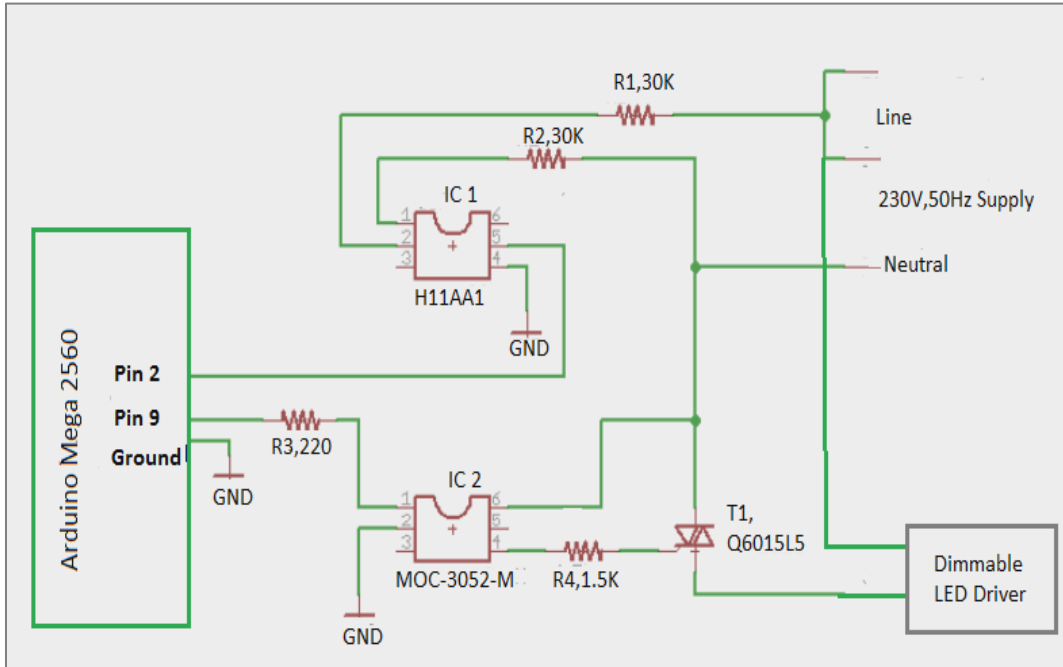 R1,30K
Line
R2,30K
IC 1
230V,50Hz Supply
1
2
3
6
5
4
Neutral
H11AA1
GND
Arduino Mega 2560
Pin 2
Pin 9
Ground
R3,220
GND
IC 2
1
2
3
6
5
4
T1,
Q6015L5
MOC-3052-M
R4,1.5K
Dimmable
LED Driver
GND